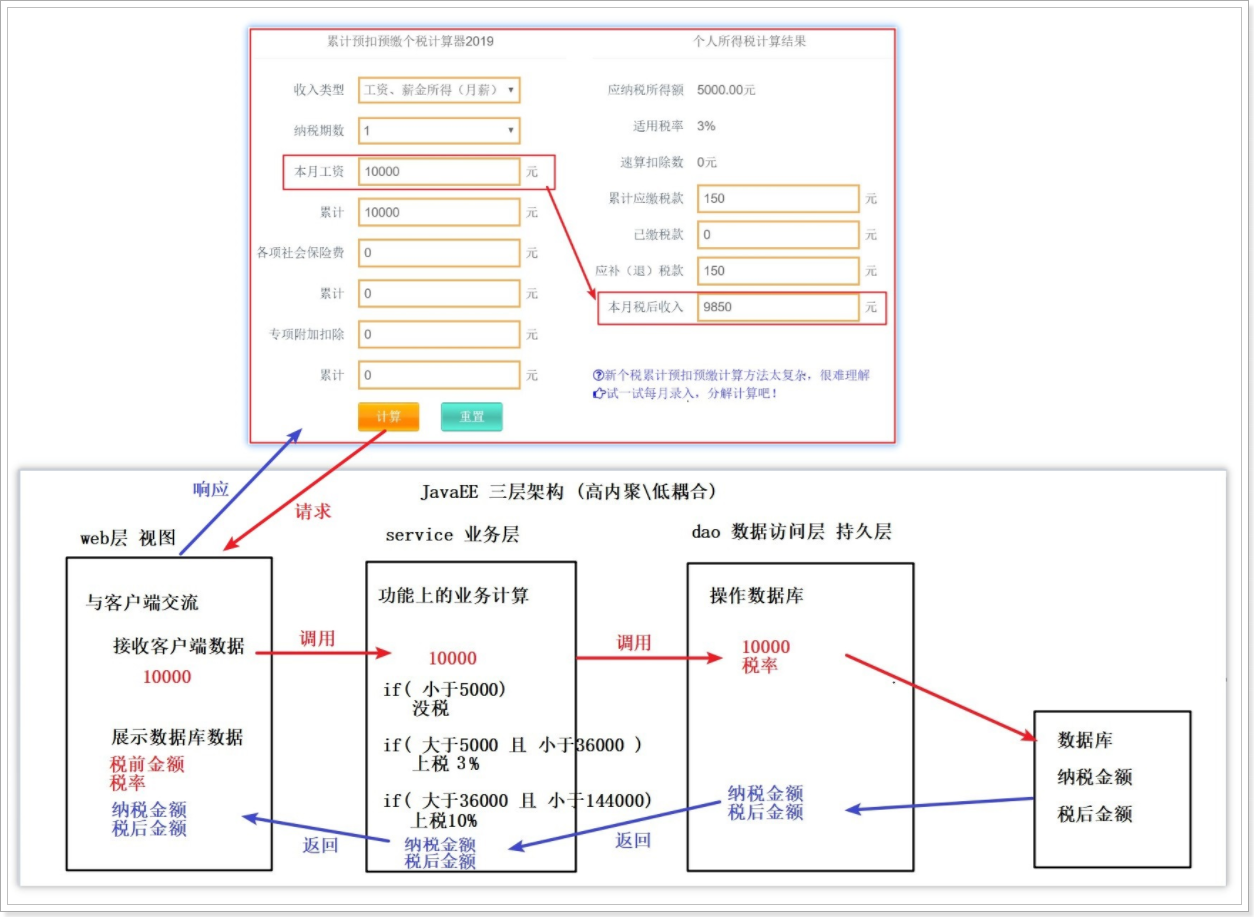 累计预扣预缴个税计算器2019
收入类型 工资、薪金所得（月薪）
纳税期数 1
本月工资 10000 元
累计 10000 元
各项社会保险费 0 元
累计 0 元
专项附加扣除 0 元
累计 0 元
计算 重置
个人所得税计算结果
应纳税所得额 5000.00元
适用税率 3%
速算扣除数 0元
累计应缴税款 150 元
已缴税款 0 元
应补（退）税款 150 元
本月税后收入 9850 元
新个税累计预扣预缴计算方法太复杂，很难理解
试一试每月录入，分解计算吧！
响应
请求
JavaEE 三层架构 (高内聚\低耦合)
web层 视图
与客户端交流
接收客户端数据
10000
展示数据库数据
税前金额
税率
纳税金额
税后金额
调用
返回
service 业务层
功能上的业务计算
10000
if( 小于5000)
没税
if( 大于5000 且 小于36000 )
上税 3%
if( 大于36000 且 小于144000)
上税10%
纳税金额
税后金额
调用
返回
dao 数据访问层 持久层
操作数据库
10000
税率
纳税金额
税后金额
数据库
纳税金额
税后金额